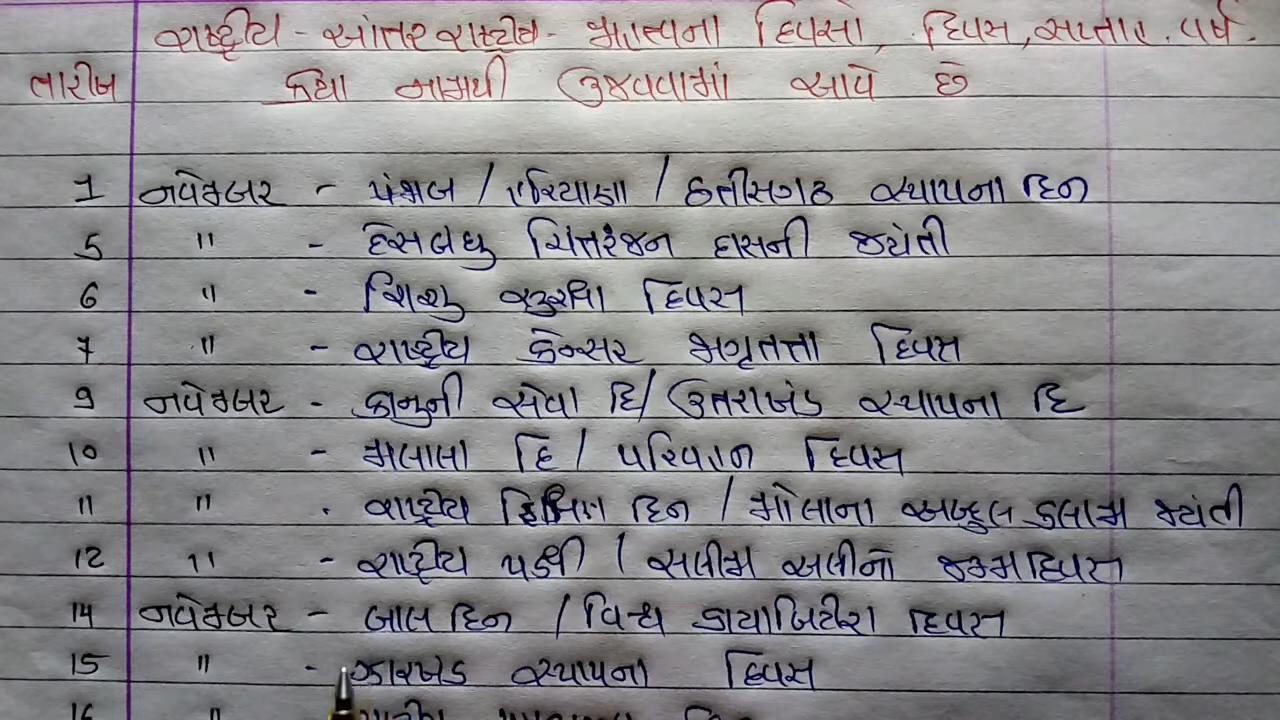 રાષ્ટ્રીય - આંતરરાષ્ટ્રીય - મહત્વના દિવસો, દિવસ, સપ્તાહ, વર્ષ.
તારીખ કયા નામથી ઉજવવામાં આવે છે
1 નવેમ્બર - પંજાબ / હરિયાણા / છત્તીસગઢ સ્થાપના દિન
5 " - દેસબંધુ ચિત્તરંજન દાસની જયંતી
6 " - શિશુ સુરક્ષા દિવસ
7 " - રાષ્ટ્રીય કેન્સર જાગૃતતા દિવસ
9 નવેમ્બર - કાનુની સેવા દિ/ ઉત્તરાખંડ સ્થાપના દિ
10 " - મલાલા દિ / પરિવહન દિવસ
11 " . રાષ્ટ્રીય દિન / મૌલાના અબ્દુલ કલામ જયંતી
12 " - રાષ્ટ્રીય પક્ષી / સલીમ અલીનો જન્મદિવસ
14 નવેમ્બર - બાલ દિન / વિશ્વ ડાયાબિટીશ દિવસ
15 " - ઝારખંડ સ્થાપના દિવસ
16 "